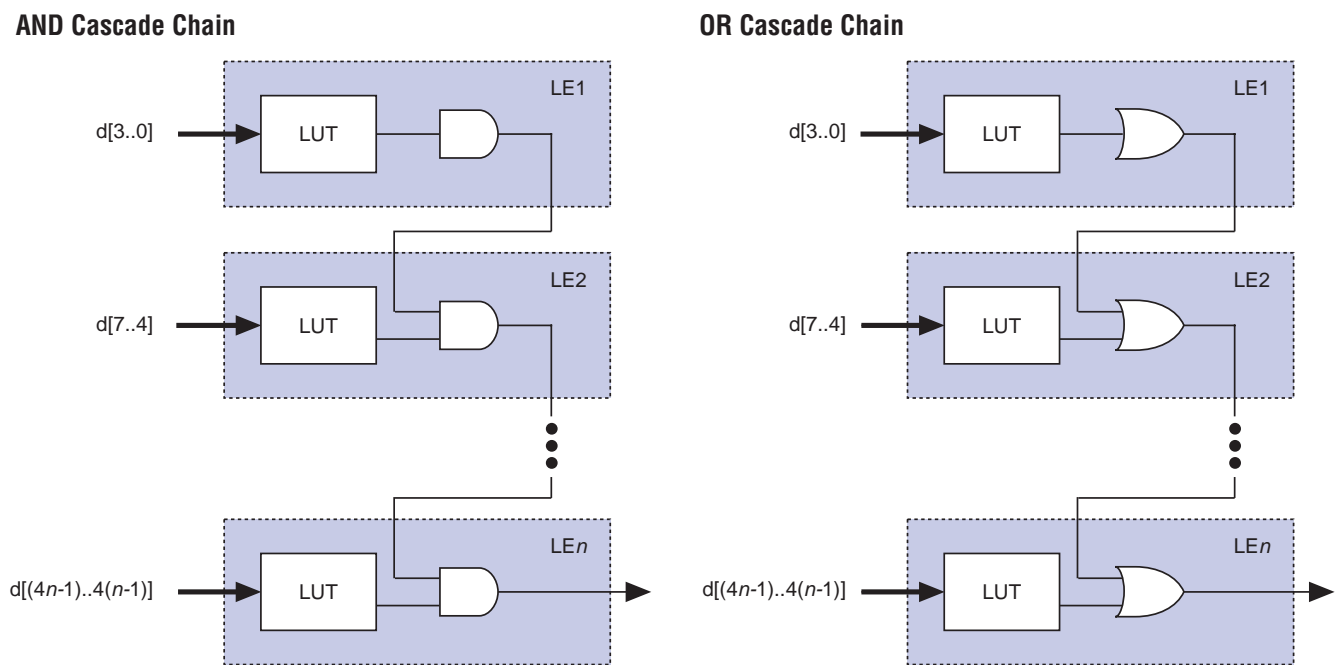 AND Cascade Chain
LE1
d[3..0]
LUT
LE2
d[7..4]
LUT
LEn
d[(4n-1)..4(n-1)]
LUT
OR Cascade Chain
LE1
d[3..0]
LUT
LE2
d[7..4]
LUT
LEn
d[(4n-1)..4(n-1)]
LUT